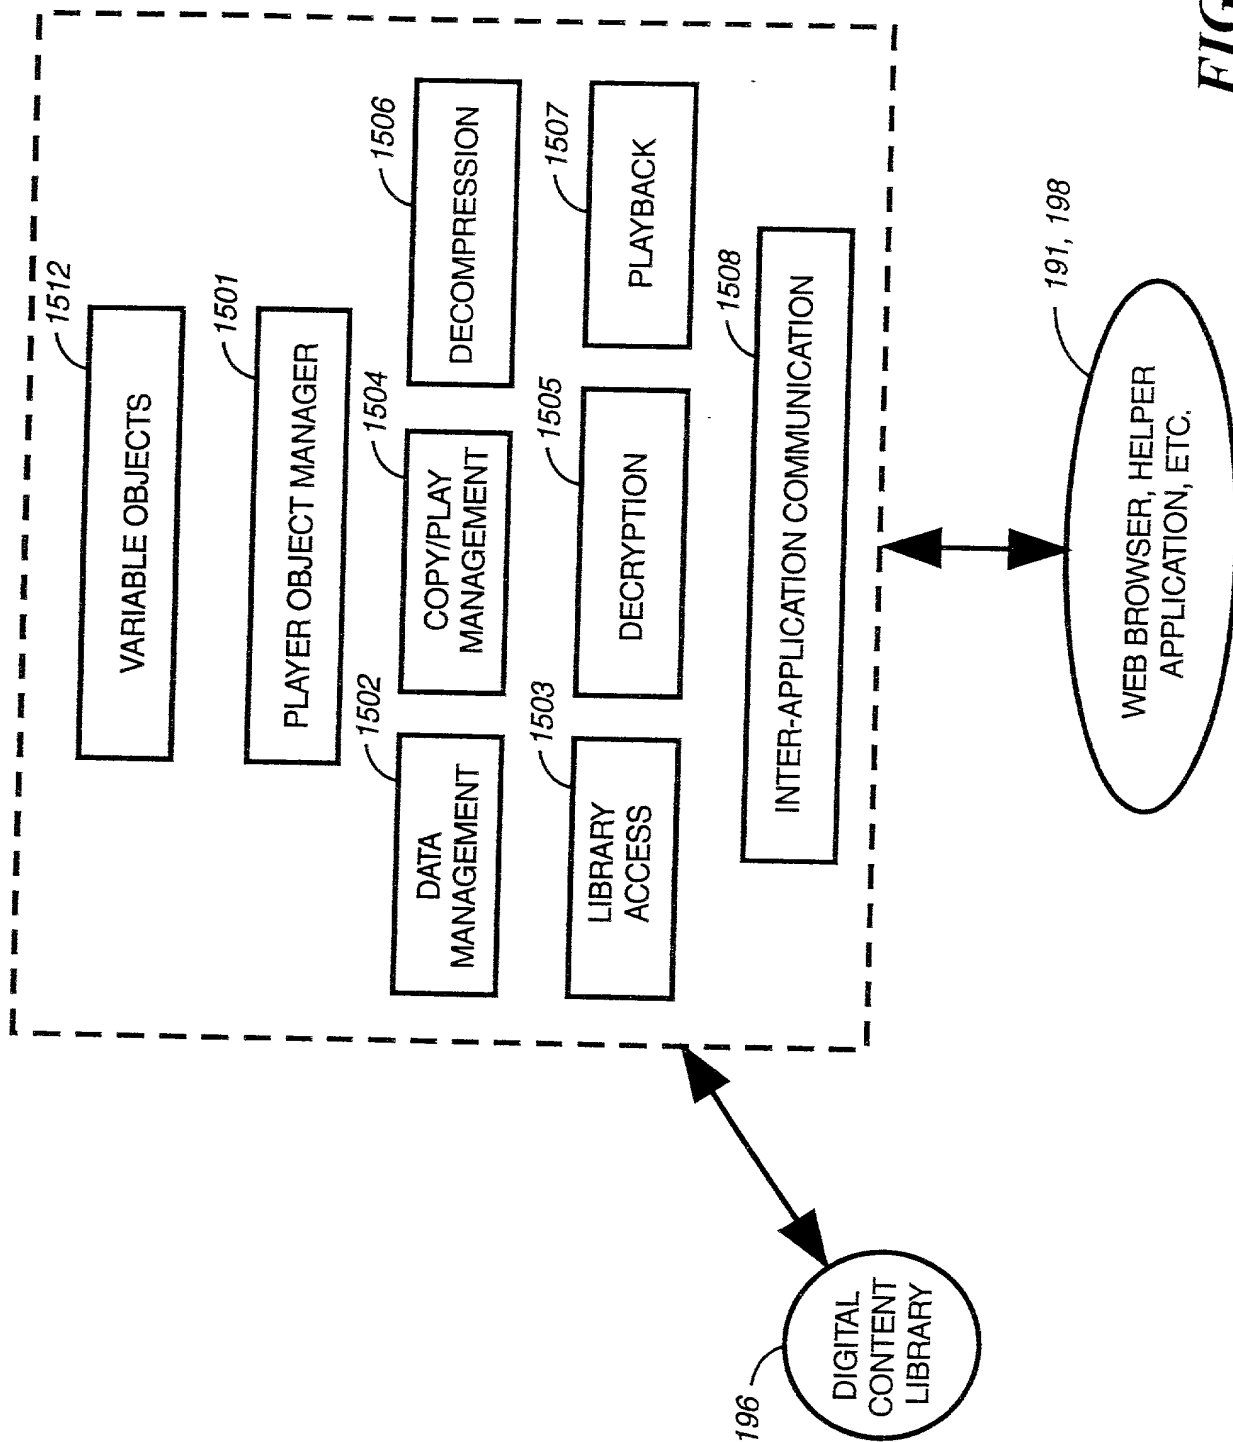 1512
VARIABLE OBJECTS
1501
PLAYER OBJECT MANAGER
1502
DATA
MANAGEMENT
1504
COPY/PLAY
MANAGEMENT
1506
DECOMPRESSION
1503
LIBRARY
ACCESS
1505
DECRYPTION
1507
PLAYBACK
1508
INTER-APPLICATION COMMUNICATION
196
DIGITAL
CONTENT
LIBRARY
191, 198
WEB BROWSER, HELPER
APPLICATION, ETC.
FIG